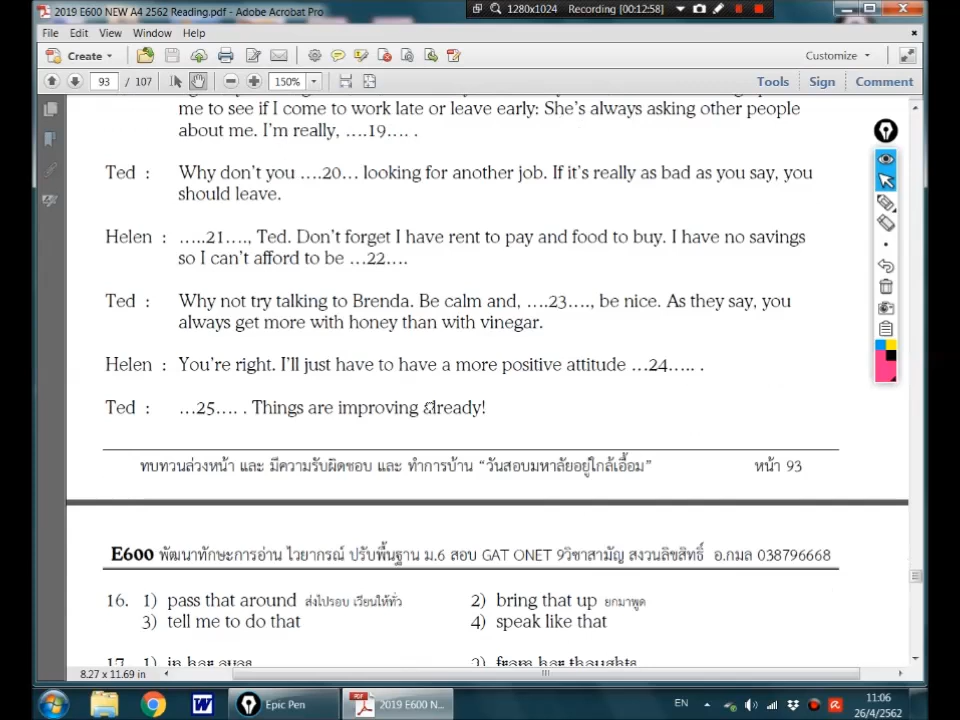 2019 E600 NEW A4 2562 Reading.pdf - Adobe Acrobat Pro
1280x1024 Recording [00:12:58]
File Edit View Window Help
Create Customize
93 / 107 150% Tools Sign Comment
me to see if I come to work late or leave early: She's always asking other people
about me. I'm really, ....19.... .
Ted : Why don't you ....20... looking for another job. If it's really as bad as you say, you
should leave.
Helen : .....21...., Ted. Don't forget I have rent to pay and food to buy. I have no savings
so I can't afford to be ...22....
Ted : Why not try talking to Brenda. Be calm and, ....23...., be nice. As they say, you
always get more with honey than with vinegar.
Helen : You're right. I'll just have to have a more positive attitude ...24..... .
Ted : ...25.... . Things are improving already!
ทบทวนล่วงหน้า และ มีความรับผิดชอบ และ ทำการบ้าน "วันสอบมหาลัยอยู่ใกล้เอื้อม" หน้า 93
E600 พัฒนาทักษะการอ่าน ไวยากรณ์ ปรับพื้นฐาน ม.6 สอบ GAT ONET 9วิชาสามัญ สงวนลิขสิทธิ์ อ.กมล 038796668
16. 1) pass that around ส่งไปรอบ เวียนให้ทั่ว 2) bring that up ยกมาพูด
3) tell me to do that 4) speak like that
17. 1) in her eyes 2) from her thoughts
8.27 x 11.69 in
Epic Pen 2019 E600 N... EN 11:06
26/4/2562